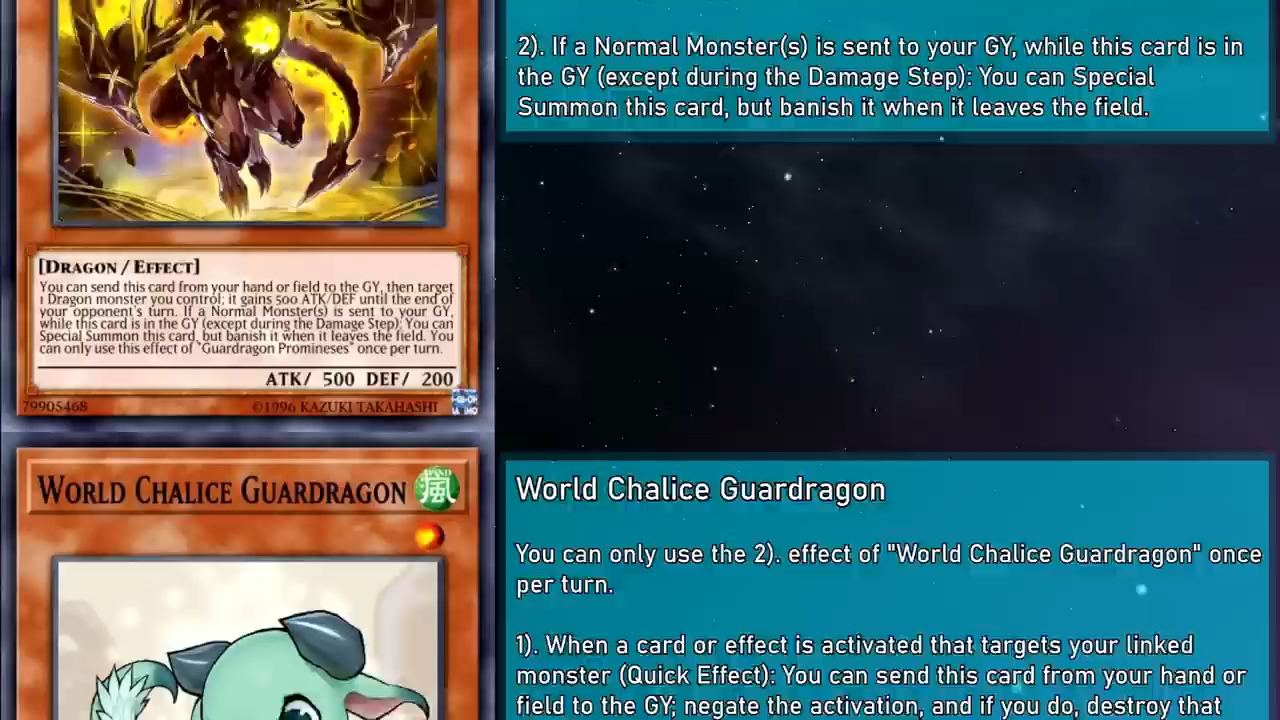 2). If a Normal Monster(s) is sent to your GY, while this card is in
the GY (except during the Damage Step): You can Special
Summon this card, but banish it when it leaves the field.
[Dragon / Effect]
You can send this card from your hand or field to the GY, then target
1 Dragon monster you control; it gains 500 ATK/DEF until the end of
your opponent's turn. If a Normal Monster(s) is sent to your GY,
while this card is in the GY (except during the Damage Step): You can
Special Summon this card, but banish it when it leaves the field. You
can only use this effect of "Guardragon Promineses" once per turn.
ATK/ 500 DEF/ 200
79905468
©1996 KAZUKI TAKAHASHI
World Chalice Guardragon
WIND
風
World Chalice Guardragon
You can only use the 2). effect of "World Chalice Guardragon" once
per turn.
1). When a card or effect is activated that targets your linked
monster (Quick Effect): You can send this card from your hand or
field to the GY; negate the activation, and if you do, destroy that